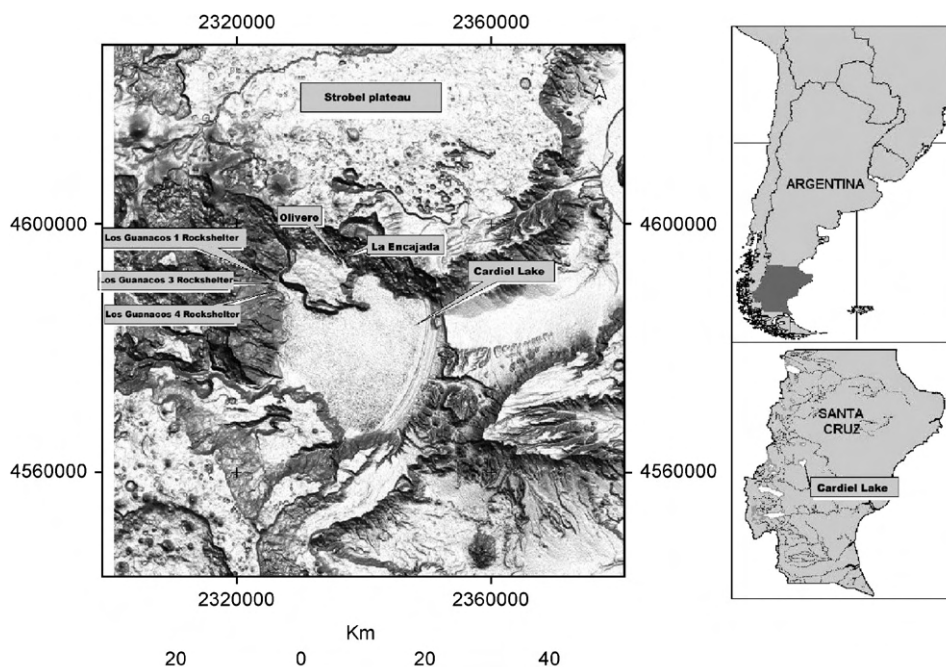 2320000 2360000
Strobel plateau
4600000 4600000
Olivero
Los Guanacos 1 Rockshelter
La Encajada
Los Guanacos 3 Rockshelter
Cardiel Lake
Los Guanacos 4 Rockshelter
4560000 4560000
2320000 2360000
Km
20 0 20 40
ARGENTINA
SANTA
CRUZ
Cardiel Lake